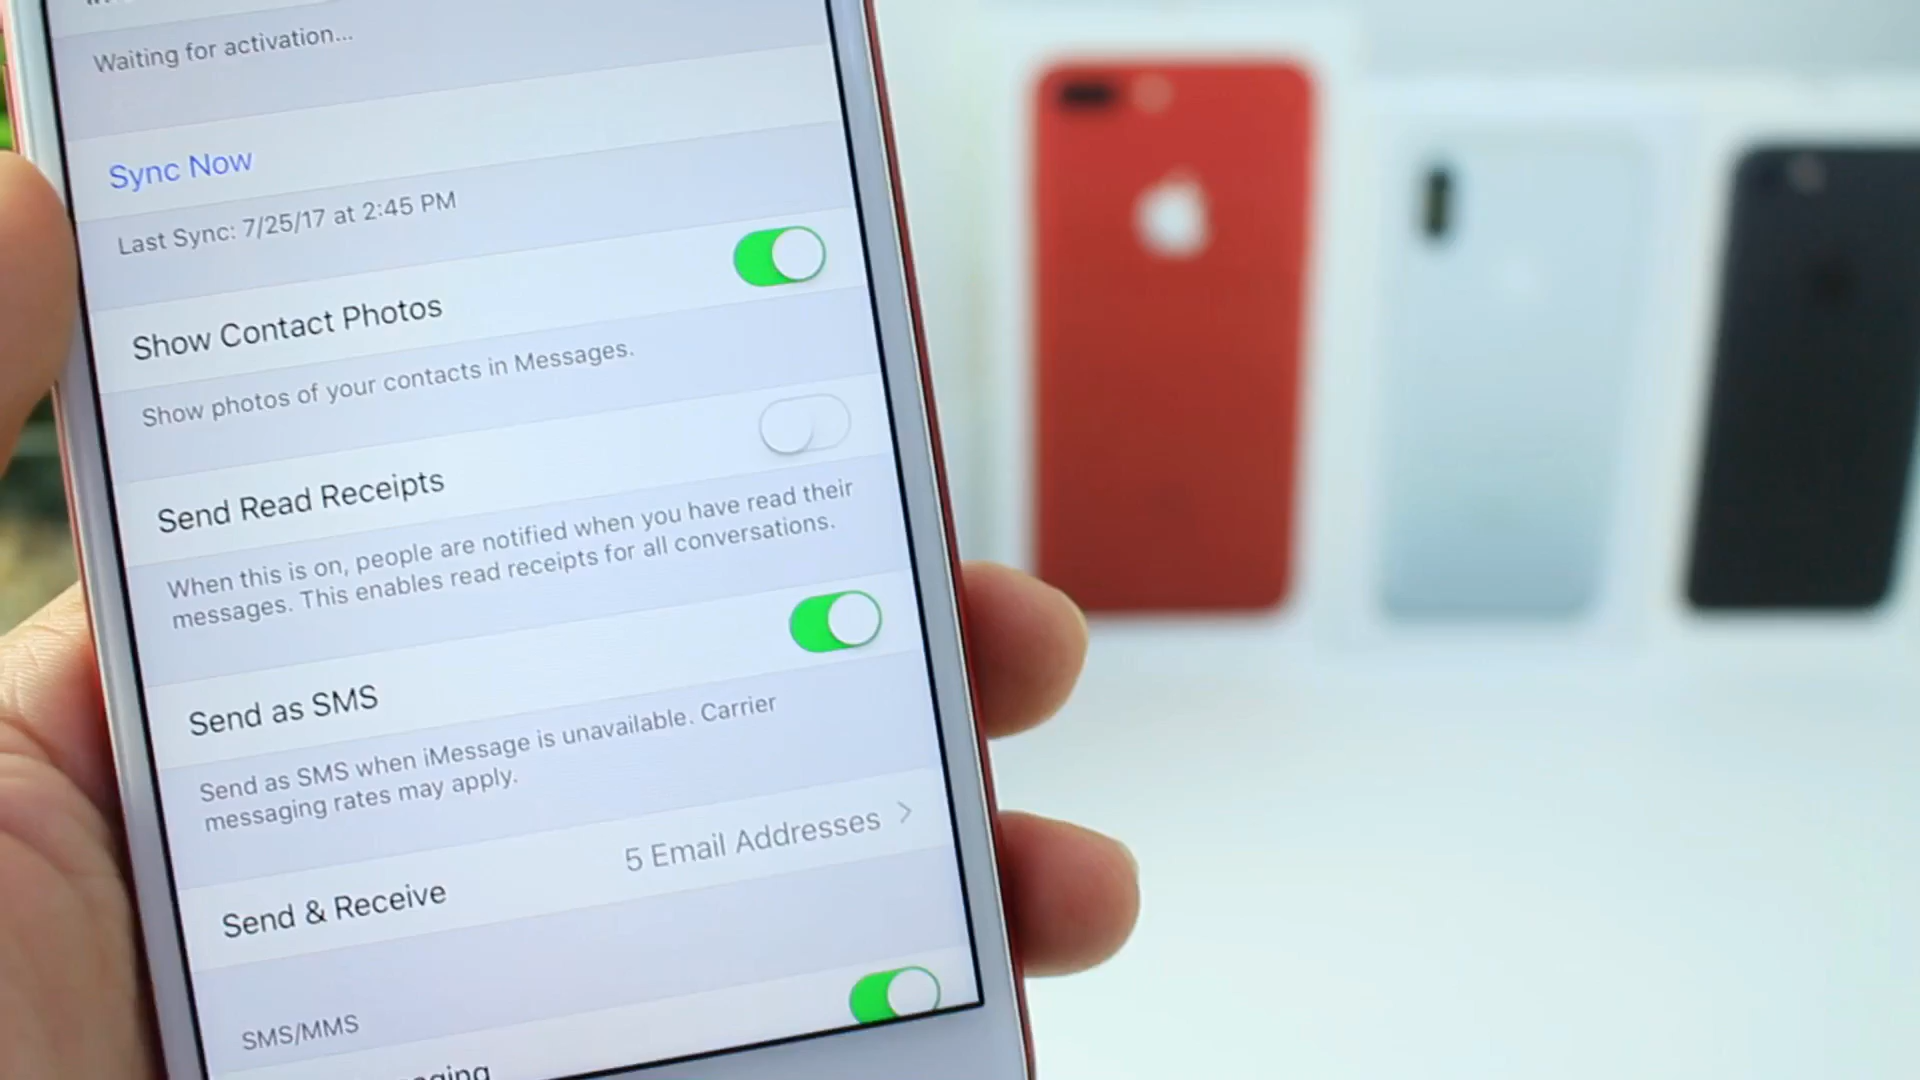 Waiting for activation...
Sync Now
Last Sync: 7/25/17 at 2:45 PM
Show Contact Photos
Show photos of your contacts in Messages.
Send Read Receipts
When this is on, people are notified when you have read their
messages. This enables read receipts for all conversations.
Send as SMS
Send as SMS when iMessage is unavailable. Carrier
messaging rates may apply.
Send & Receive 5 Email Addresses
SMS/MMS